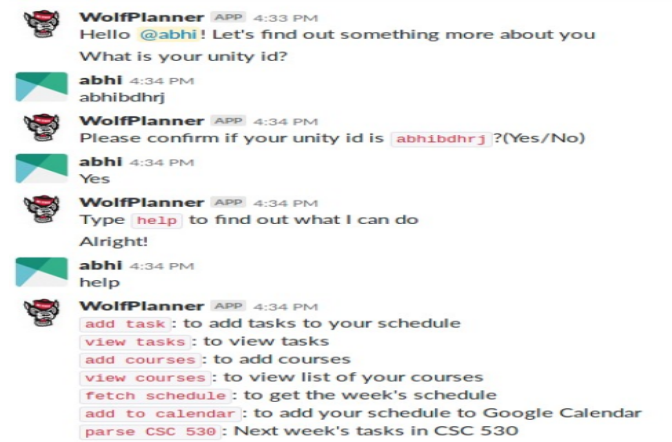 WolfPlanner APP 4:33 PM
Hello @abhi! Let's find out something more about you
What is your unity id?
abhi 4:34 PM
abhibdhrj
WolfPlanner APP 4:34 PM
Please confirm if your unity id is abhibdhrj?(Yes/No)
abhi 4:34 PM
Yes
WolfPlanner APP 4:34 PM
Type help to find out what I can do
Alright!
abhi 4:34 PM
help
WolfPlanner APP 4:34 PM
add task: to add tasks to your schedule
view tasks: to view tasks
add courses: to add courses
view courses: to view list of your courses
fetch schedule: to get the week's schedule
add to calendar: to add your schedule to Google Calendar
parse CSC 530: Next week's tasks in CSC 530